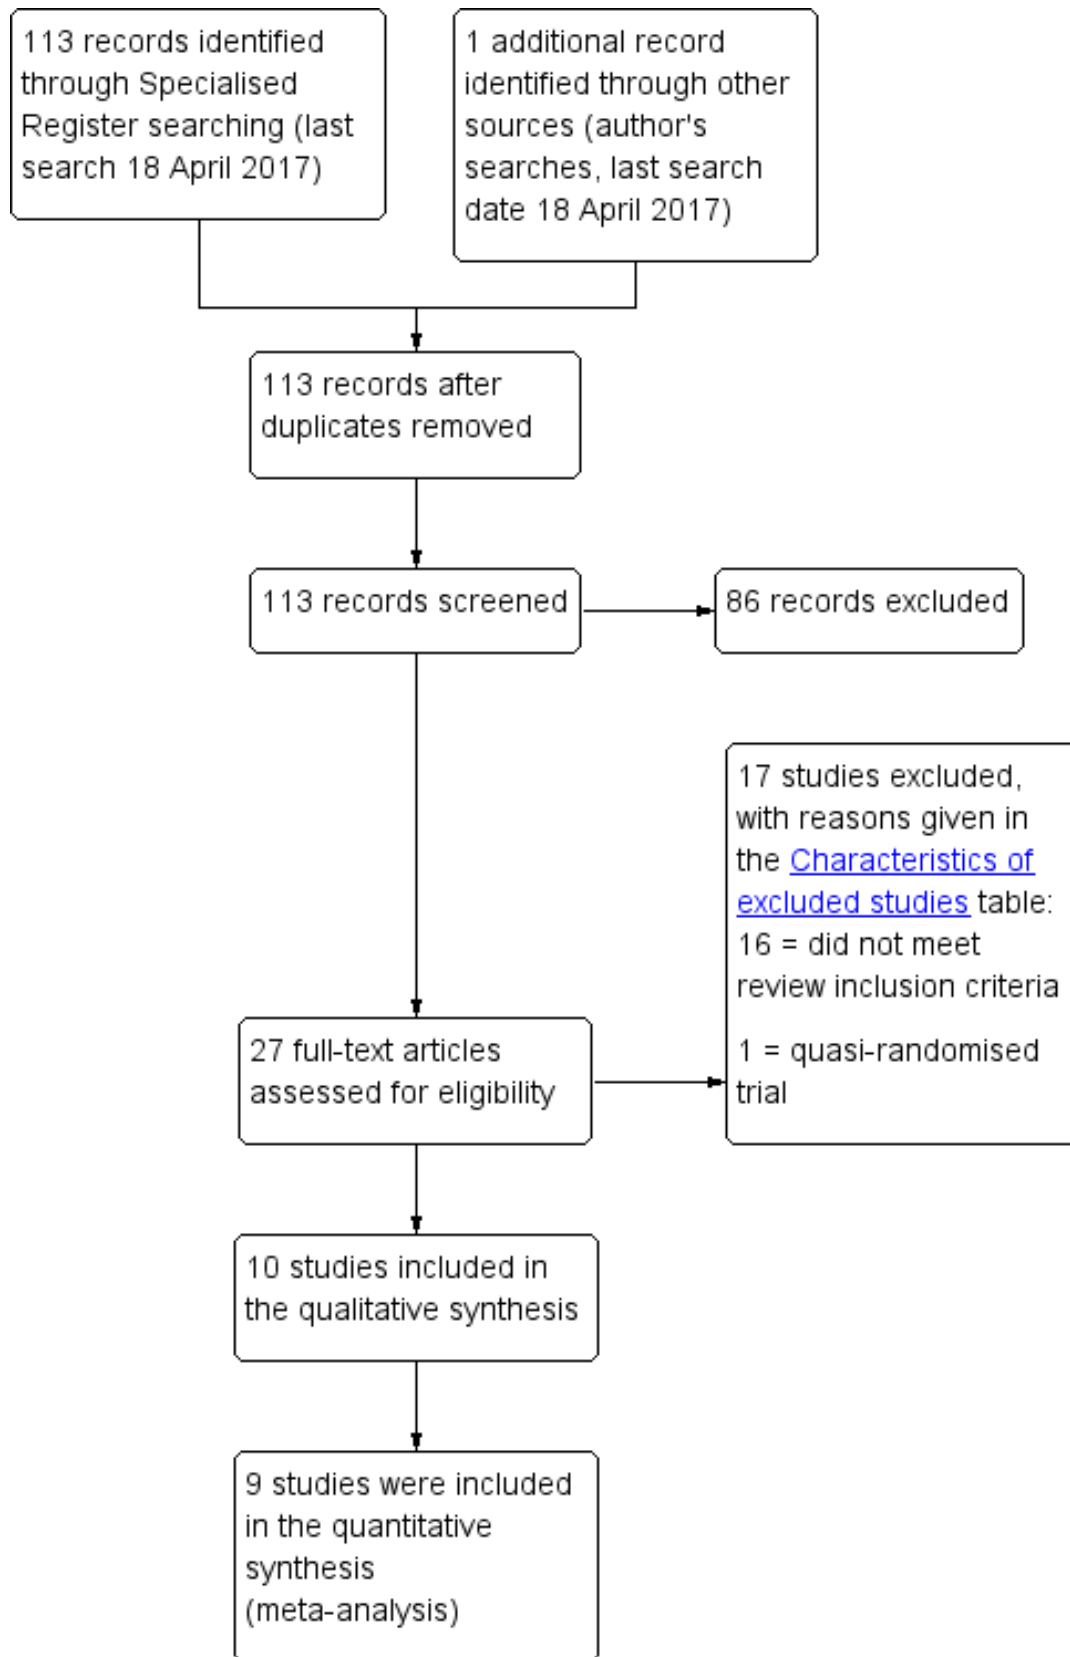 113 records identified
through Specialised
Register searching (last
search 18 April 2017)
1 additional record
identified through other
sources (author's
searches, last search
date 18 April 2017)
113 records after
duplicates removed
113 records screened
86 records excluded
17 studies excluded,
with reasons given in
the Characteristics of
excluded studies table:
16 = did not meet
review inclusion criteria
1 = quasi-randomised
trial
27 full-text articles
assessed for eligibility
10 studies included in
the qualitative synthesis
9 studies were included
in the quantitative
synthesis
(meta-analysis)